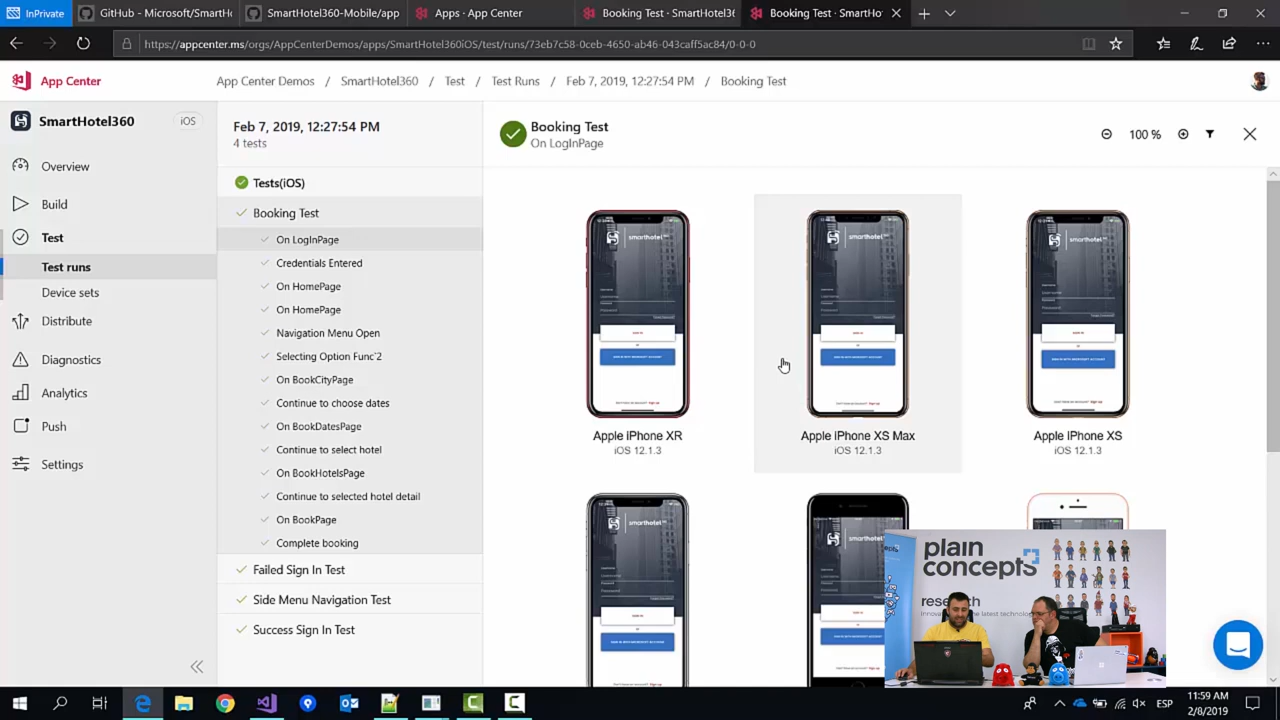 InPrivate
GitHub - Microsoft/SmartHo
SmartHotel360-Mobile/app
Apps - App Center
Booking Test - SmartHotel36
Booking Test - SmartHo
https://appcenter.ms/orgs/AppCenterDemos/apps/SmartHotel360iOS/test/runs/73eb7c58-0ceb-4650-ab46-043caff5ac84/0-0-0
App Center
App Center Demos / SmartHotel360 / Test / Test Runs / Feb 7, 2019, 12:27:54 PM / Booking Test
SmartHotel360
iOS
Overview
Build
Test
Test runs
Device sets
Distribute
Diagnostics
Analytics
Push
Settings
Feb 7, 2019, 12:27:54 PM
4 tests
Tests(iOS)
Booking Test
On LogInPage
Credentials Entered
On HomePage
On HomePage
Navigation Menu Open
Selecting Option Func`2
On BookCityPage
Continue to choose dates
On BookDatesPage
Continue to select hotel
On BookHotelsPage
Continue to selected hotel detail
On BookPage
Complete booking
Failed Sign In Test
Side Menu Navigation Test
Success Sign In Test
Booking Test
On LogInPage
100 %
smarthotel
smarthotel
smarthotel
Apple iPhone XR
iOS 12.1.3
Apple iPhone XS Max
iOS 12.1.3
Apple iPhone XS
iOS 12.1.3
smarthotel
smarthotel
plain
concepts
research
ESP
11:59 AM
2/8/2019